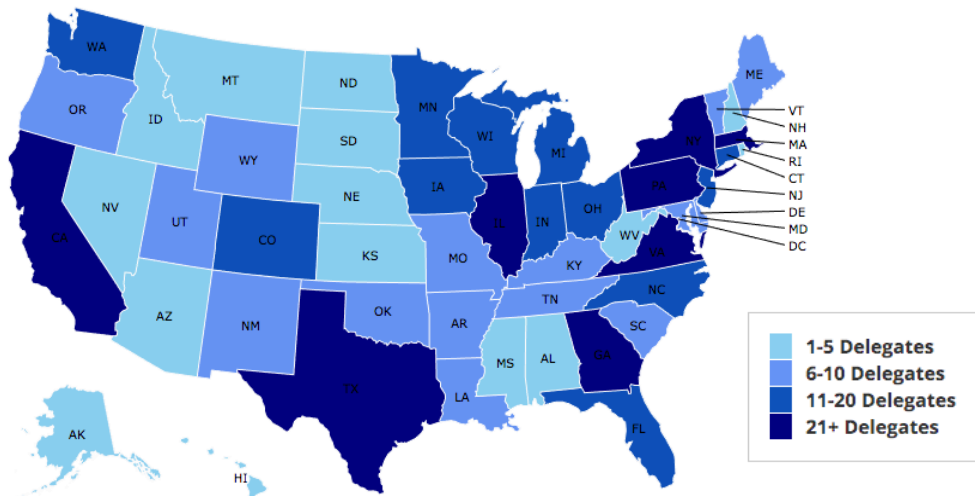 WA
MT
ND
ME
OR
MN
VT
ID
NH
WI
NY
SD
MA
MI
WY
RI
CT
IA
PA
NJ
NE
NV
OH
DE
IL
IN
UT
MD
CA
CO
WV
DC
KS
VA
MO
KY
NC
TN
OK
AZ
NM
AR
SC
1-5 Delegates
MS
AL
GA
6-10 Delegates
TX
LA
11-20 Delegates
FL
21+ Delegates
AK
HI